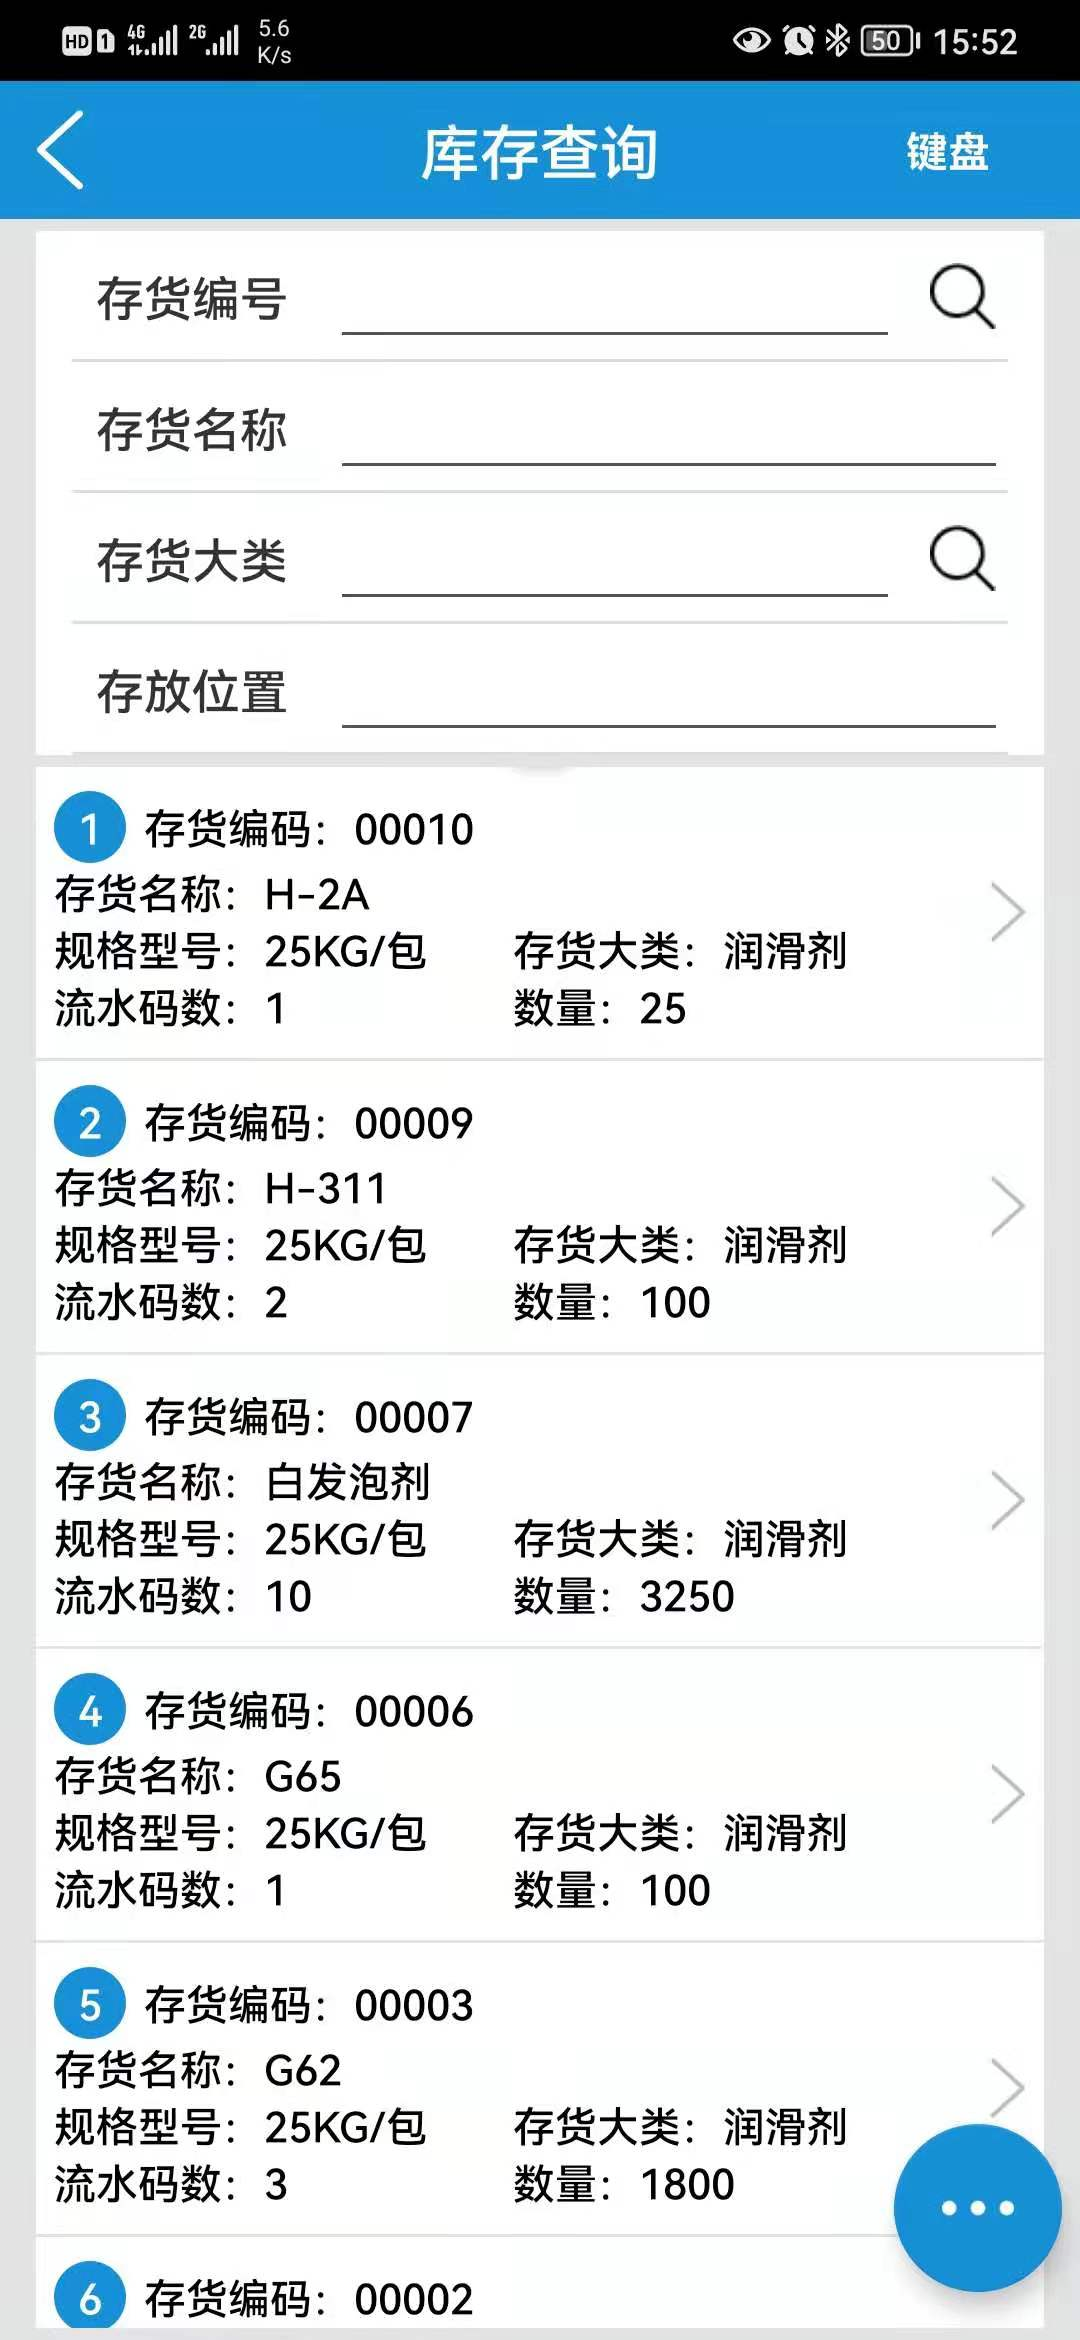 HD 1 4G 2G 5.6 K/s 50 15:52
库存查询 键盘
存货编号
存货名称
存货大类
存放位置
1 存货编码：00010
存货名称：H-2A
规格型号：25KG/包 存货大类：润滑剂
流水码数：1 数量：25
2 存货编码：00009
存货名称：H-311
规格型号：25KG/包 存货大类：润滑剂
流水码数：2 数量：100
3 存货编码：00007
存货名称：白发泡剂
规格型号：25KG/包 存货大类：润滑剂
流水码数：10 数量：3250
4 存货编码：00006
存货名称：G65
规格型号：25KG/包 存货大类：润滑剂
流水码数：1 数量：100
5 存货编码：00003
存货名称：G62
规格型号：25KG/包 存货大类：润滑剂
流水码数：3 数量：1800
6 存货编码：00002